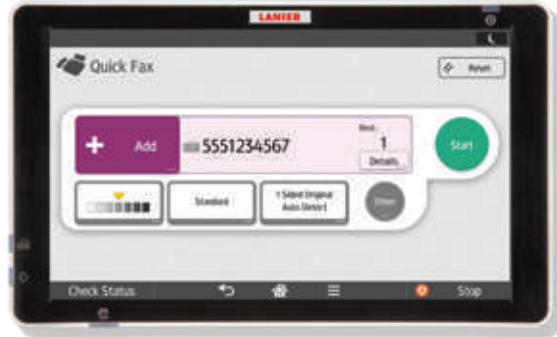 LANIER
Quick Fax
Reset
+ Add
5551234567
Dest.
1
Details
Start
Standard
1 Sided Original
Auto Detect
Other
Check Status
Stop